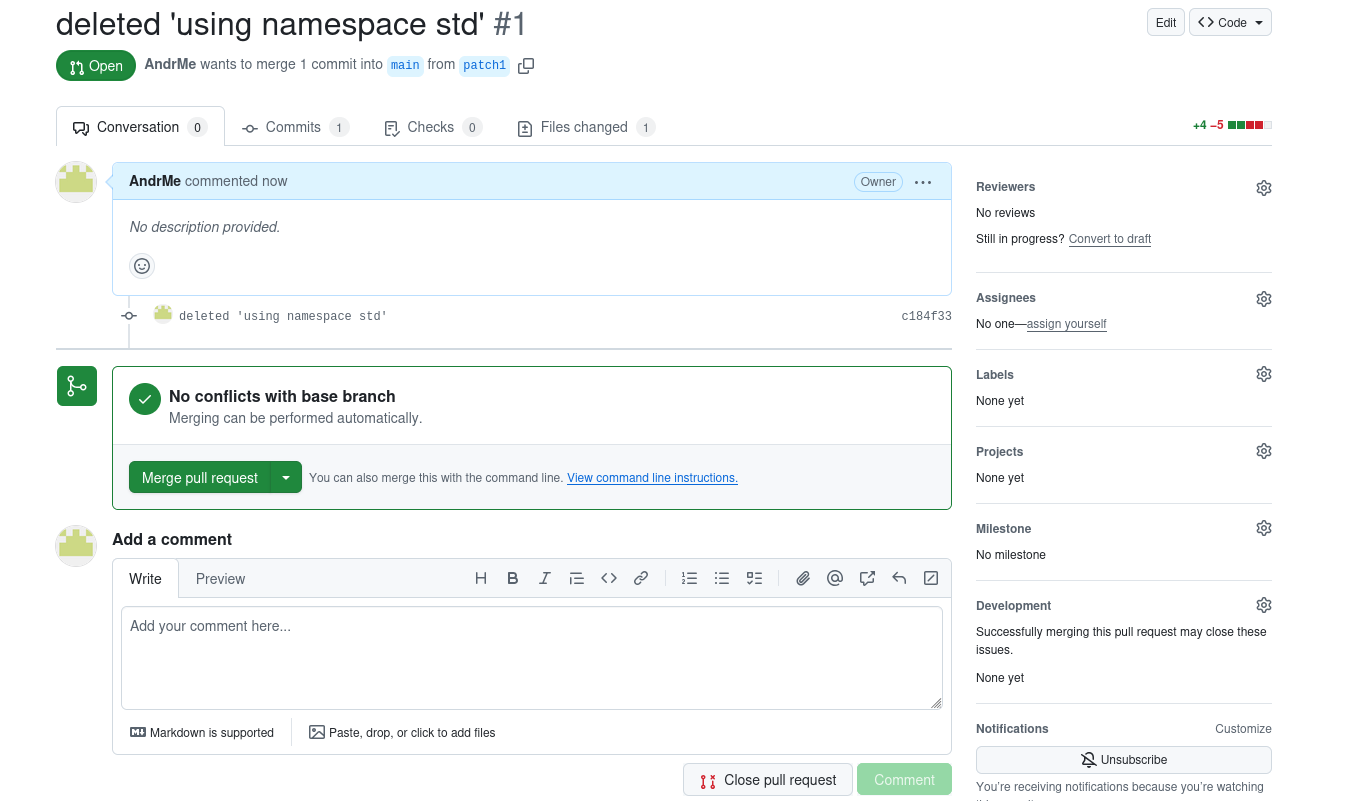 deleted 'using namespace std' #1
Edit
Code
Open
AndrMe wants to merge 1 commit into main from patch1
Conversation 0
Commits 1
Checks 0
Files changed 1
+4 −5
AndrMe commented now
Owner
No description provided.
deleted 'using namespace std'
c184f33
No conflicts with base branch
Merging can be performed automatically.
Merge pull request
You can also merge this with the command line. View command line instructions.
Add a comment
Write
Preview
Add your comment here...
Markdown is supported
Paste, drop, or click to add files
Close pull request
Comment
Reviewers
No reviews
Still in progress? Convert to draft
Assignees
No one—assign yourself
Labels
None yet
Projects
None yet
Milestone
No milestone
Development
Successfully merging this pull request may close these
issues.
None yet
Notifications
Customize
Unsubscribe
You're receiving notifications because you're watching